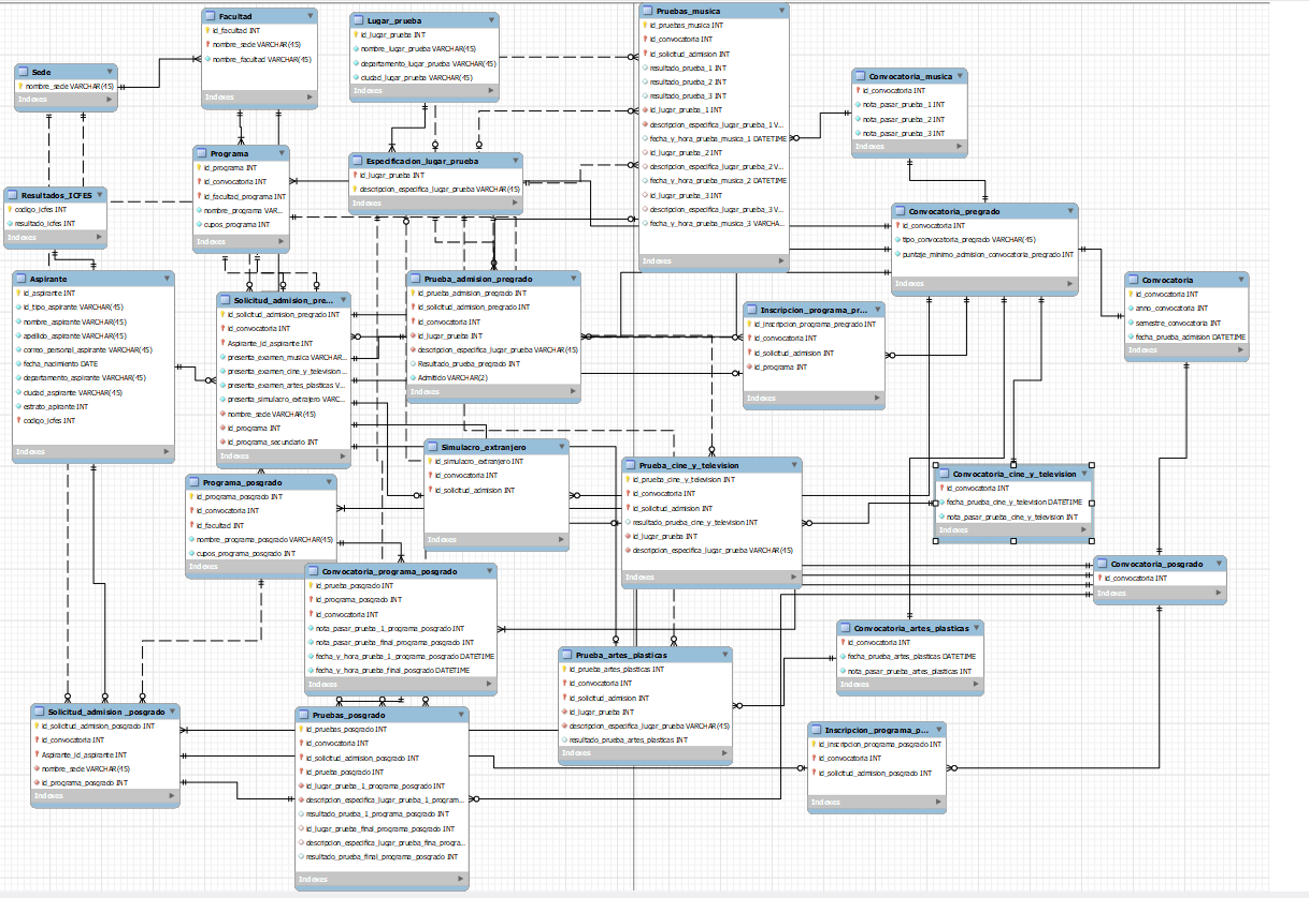 Sede
nombre_sede VARCHAR(45)
Indexes
Facultad
id_facultad INT
nombre_sede VARCHAR(45)
nombre_facultad VARCHAR(45)
Indexes
Lugar_prueba
id_lugar_prueba INT
nombre_lugar_prueba VARCHAR(45)
departamento_lugar_prueba VARCHAR(45)
ciudad_lugar_prueba VARCHAR(45)
Indexes
Pruebas_musica
id_pruebas_musica INT
id_convocatoria INT
id_solicitud_admision INT
resultado_prueba_1 INT
resultado_prueba_2 INT
resultado_prueba_3 INT
id_lugar_prueba_1 INT
descripcion_especifica_lugar_prueba_1 V...
fecha_y_hora_prueba_musica_1 DATETIME
id_lugar_prueba_2 INT
descripcion_especifica_lugar_prueba_2 V...
fecha_y_hora_prueba_musica_2 DATETIME
id_lugar_prueba_3 INT
descripcion_especifica_lugar_prueba_3 V...
fecha_y_hora_prueba_musica_3 VARCHA...
Indexes
Convocatoria_musica
id_convocatoria INT
nota_pasar_prueba_1 INT
nota_pasar_prueba_2 INT
nota_pasar_prueba_3 INT
Indexes
Programa
id_programa INT
id_convocatoria INT
id_facultad_programa INT
nombre_programa VAR...
cupos_programa INT
Indexes
Especificacion_lugar_prueba
id_lugar_prueba INT
descripcion_especifica_lugar_prueba VARCHAR(45)
Indexes
Resultados_ICFES
codigo_icfes INT
resultado_icfes INT
Indexes
Convocatoria_pregrado
id_convocatoria INT
tipo_convocatoria_pregrado VARCHAR(45)
puntaje_minimo_admision_convocatoria_pregrado INT
Indexes
Aspirante
id_aspirante INT
id_tipo_aspirante VARCHAR(45)
nombre_aspirante VARCHAR(45)
apellido_aspirante VARCHAR(45)
correo_personal_aspirante VARCHAR(45)
fecha_nacimiento DATE
departamento_aspirante VARCHAR(45)
ciudad_aspirante VARCHAR(45)
estrato_apirante INT
codigo_icfes INT
Indexes
Solicitud_admision_pre...
id_solicitud_admision_pregrado INT
id_convocatoria INT
Aspirante_id_aspirante INT
presenta_examen_musica VARCHAR...
presenta_examen_cine_y_television ...
presenta_examen_artes_plasticas V...
presenta_simulacro_extranjero VARC...
nombre_sede VARCHAR(45)
id_programa INT
id_programa_secundario INT
Indexes
Prueba_admision_pregrado
id_prueba_admision_pregrado INT
id_solicitud_admision_pregrado INT
id_convocatoria INT
id_lugar_prueba INT
descripcion_especifica_lugar_prueba VARCHAR(45)
Resultado_prueba_pregrado INT
Admitido VARCHAR(2)
Indexes
Inscripcion_programa_pr...
id_inscripcion_programa_pregrado INT
id_convocatoria INT
id_solicitud_admision INT
id_programa INT
Indexes
Convocatoria
id_convocatoria INT
anno_convocatoria INT
semestre_convocatoria INT
fecha_prueba_admision DATETIME
Indexes
Simulacro_extranjero
id_simulacro_extranjero INT
id_convocatoria INT
id_solicitud_admision INT
Indexes
Prueba_cine_y_television
id_prueba_cine_y_television INT
id_convocatoria INT
id_solicitud_admision INT
resultado_prueba_cine_y_television INT
id_lugar_prueba INT
descripcion_especifica_lugar_prueba VARCHAR(45)
Indexes
Convocatoria_cine_y_television
id_convocatoria INT
fecha_prueba_cine_y_television DATETIME
nota_pasar_prueba_cine_y_television INT
Indexes
Programa_posgrado
id_programa_posgrado INT
id_convocatoria INT
id_facultad INT
nombre_programa_posgrado VARCHAR(45)
cupos_programa_posgrado INT
Indexes
Convocatoria_programa_posgrado
id_prueba_posgrado INT
id_programa_posgrado INT
id_convocatoria INT
nota_pasar_prueba_1_programa_posgrado INT
nota_pasar_prueba_final_programa_posgrado INT
fecha_y_hora_prueba_1_programa_posgrado DATETIME
fecha_y_hora_prueba_final_posgrado DATETIME
Indexes
Convocatoria_posgrado
id_convocatoria INT
Indexes
Convocatoria_artes_plasticas
id_convocatoria INT
fecha_prueba_artes_plasticas DATETIME
nota_pasar_prueba_artes_plasticas INT
Indexes
Prueba_artes_plasticas
id_Prueba_artes_plasticas INT
id_convocatoria INT
id_solicitud_admision INT
id_lugar_prueba INT
descripcion_especifica_lugar_prueba VARCHAR(45)
resultado_prueba_artes_plasticas INT
Indexes
Solicitud_admision _posgrado
id_solicitud_admision_posgrado INT
id_convocatoria INT
Aspirante_id_aspirante INT
nombre_sede VARCHAR(45)
id_programa_posgrado INT
Indexes
Pruebas_posgrado
id_pruebas_posgrado INT
id_convocatoria INT
id_solicitud_admision_posgrado INT
id_prueba_posgrado INT
id_lugar_prueba_1_programa_posgrado INT
descripcion_especifica_lugar_prueba_1_program...
resultado_prueba_1_programa_posgrado INT
id_lugar_prueba_final_programa_posgrado INT
descripcion_especifica_lugar_prueba_fina_progra...
resultado_prueba_final_programa_posgrado INT
Indexes
Inscripcion_programa_p...
id_inscripcion_programa_posgrado INT
id_convocatoria INT
id_solicitud_admision_posgrado INT
Indexes